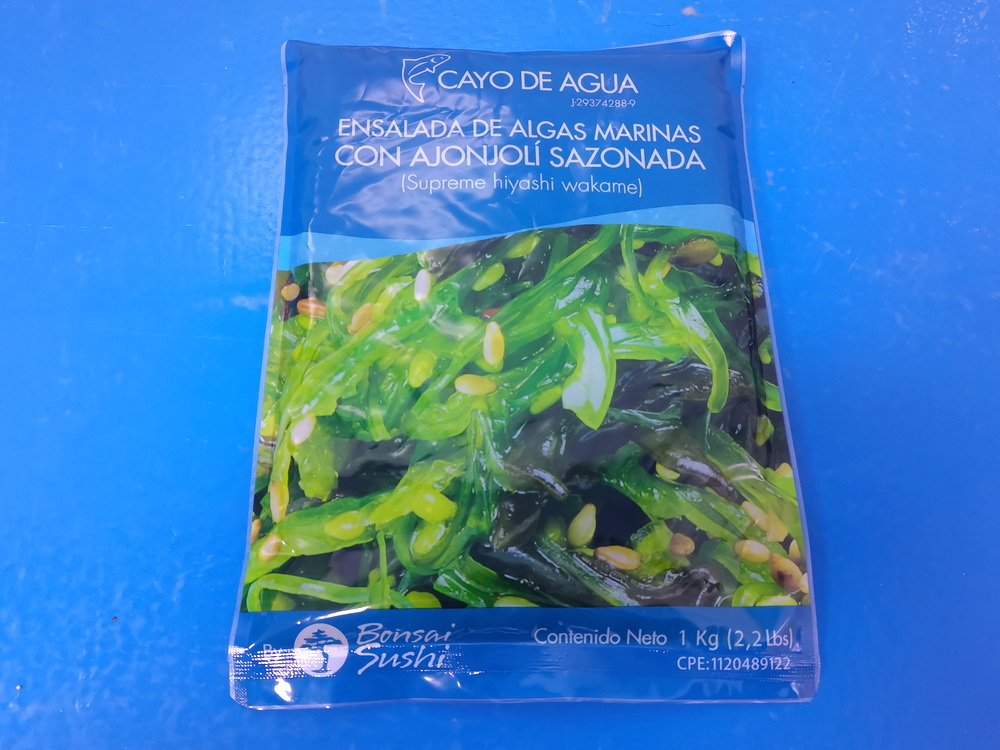 CAYO DE AGUA
J-29374288-9
ENSALADA DE ALGAS MARINAS
CON AJONJOLÍ SAZONADA
(Supreme hiyashi wakame)
By Bonsai Sushi
Contenido Neto 1 Kg (2,2 Lbs)
CPE:1120489122